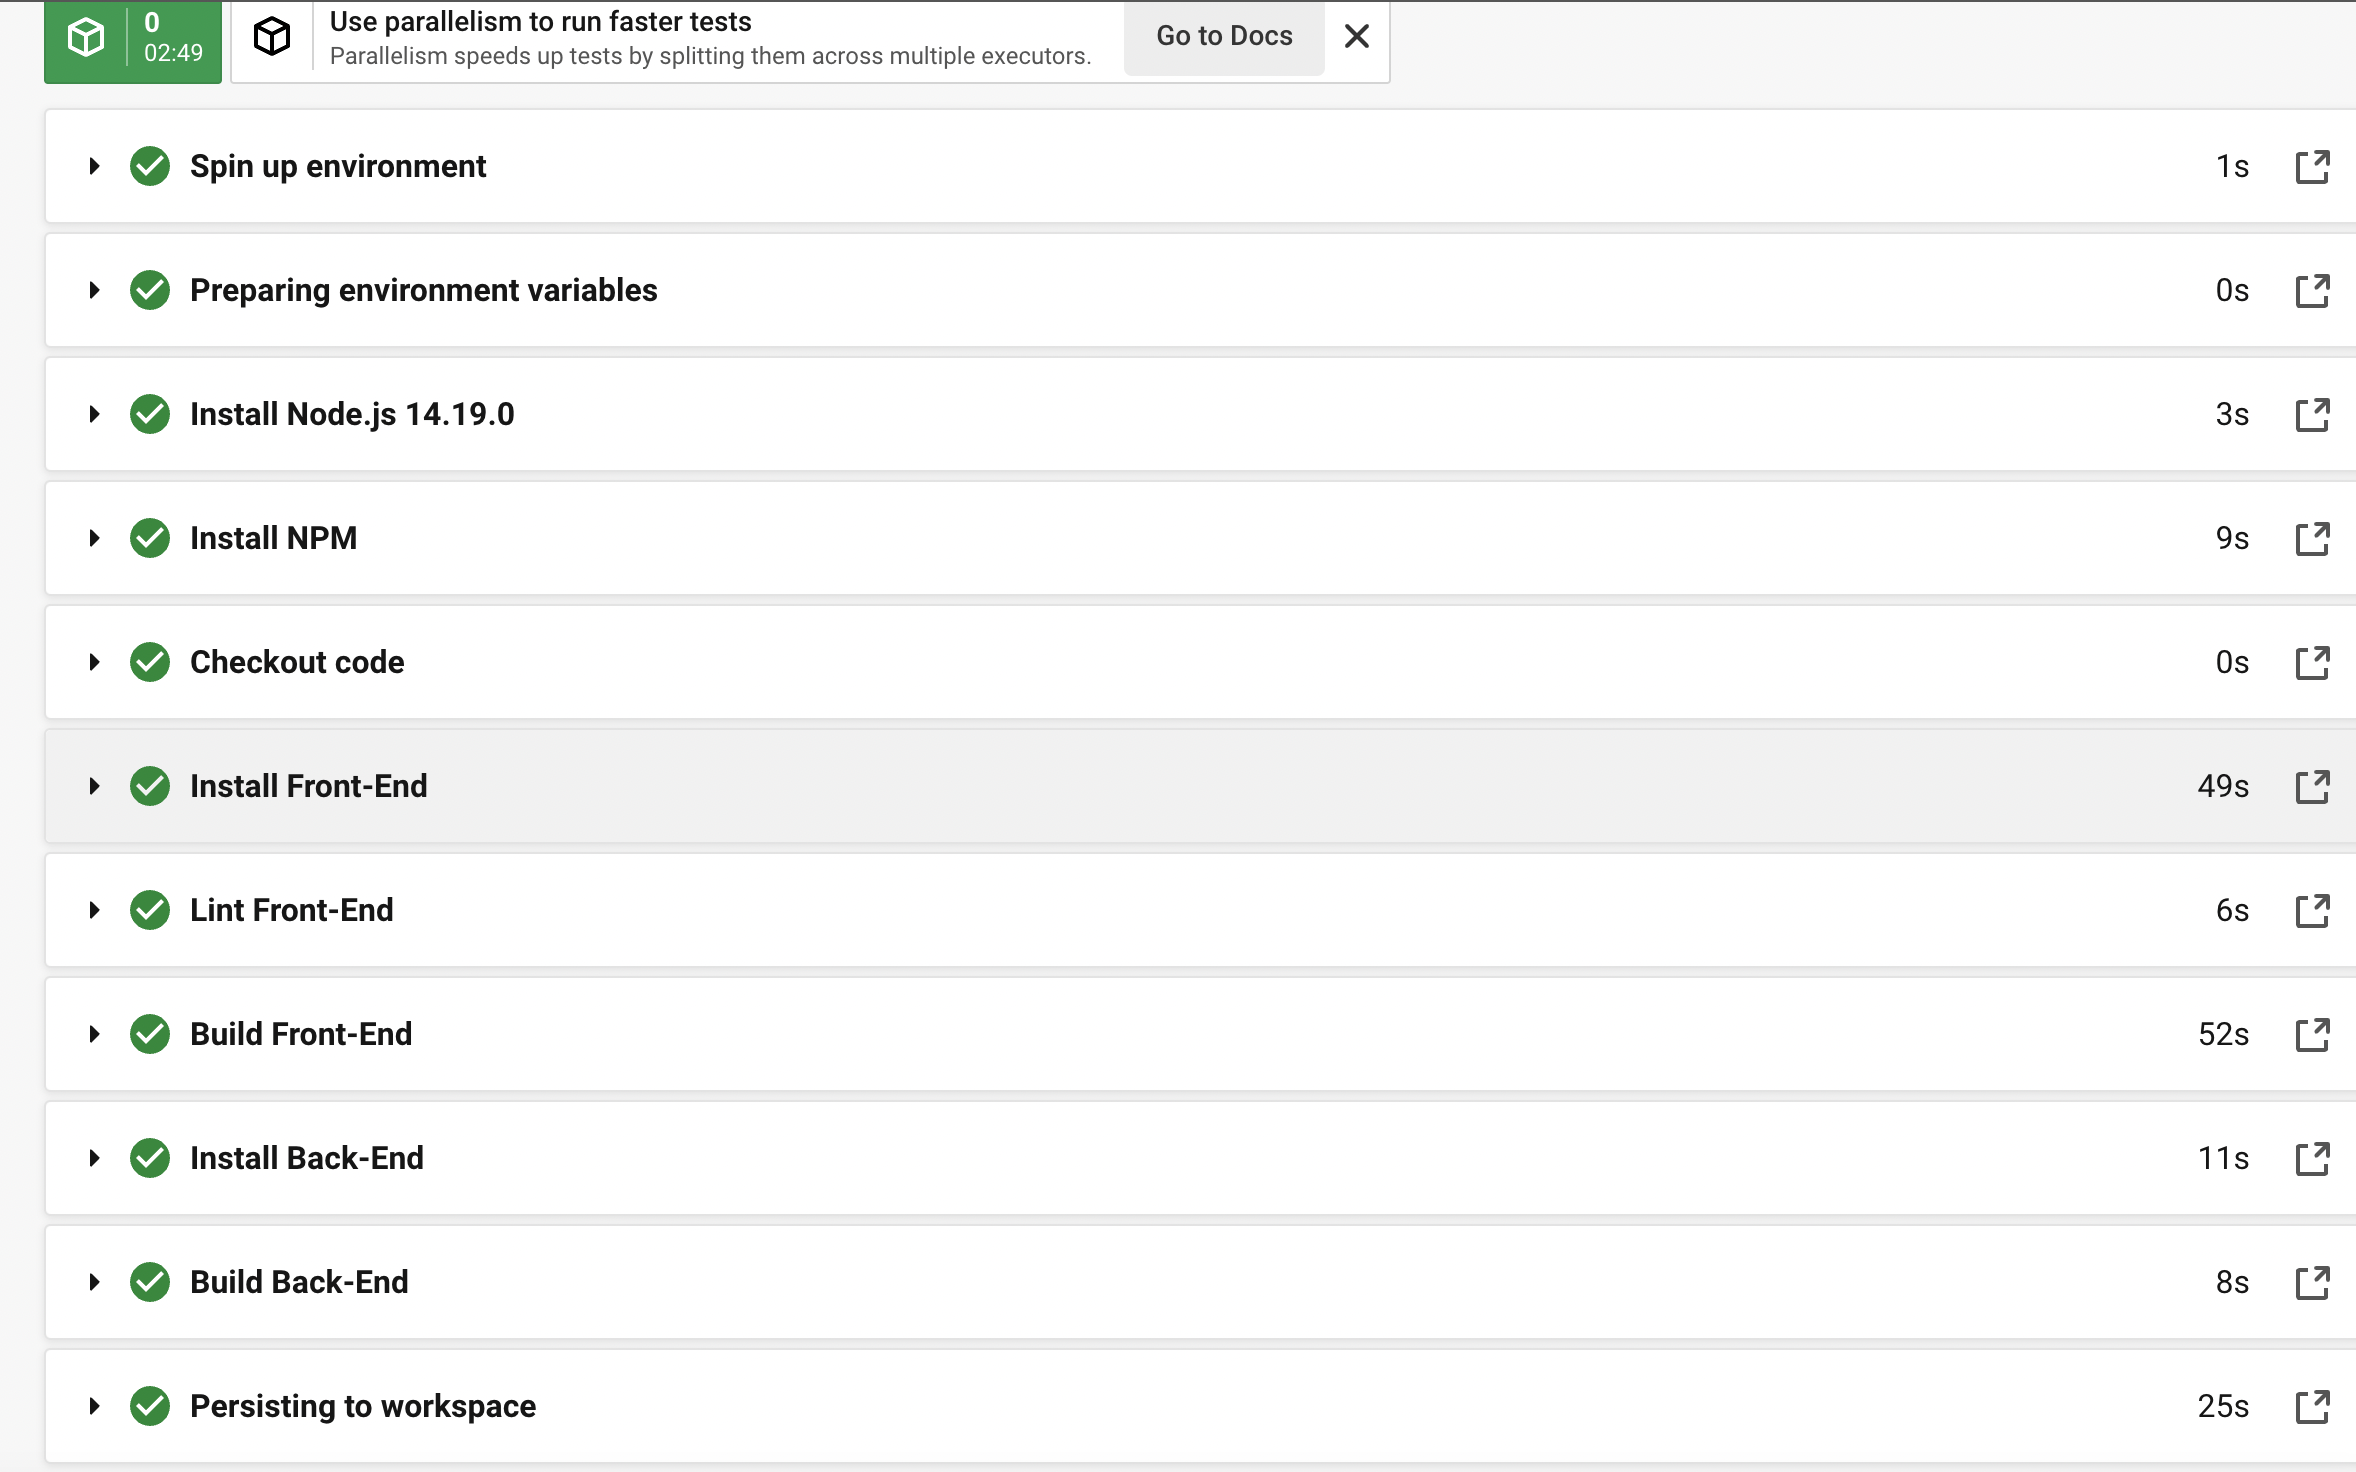 0
02:49
Use parallelism to run faster tests
Parallelism speeds up tests by splitting them across multiple executors.
Go to Docs
Spin up environment 1s
Preparing environment variables 0s
Install Node.js 14.19.0 3s
Install NPM 9s
Checkout code 0s
Install Front-End 49s
Lint Front-End 6s
Build Front-End 52s
Install Back-End 11s
Build Back-End 8s
Persisting to workspace 25s